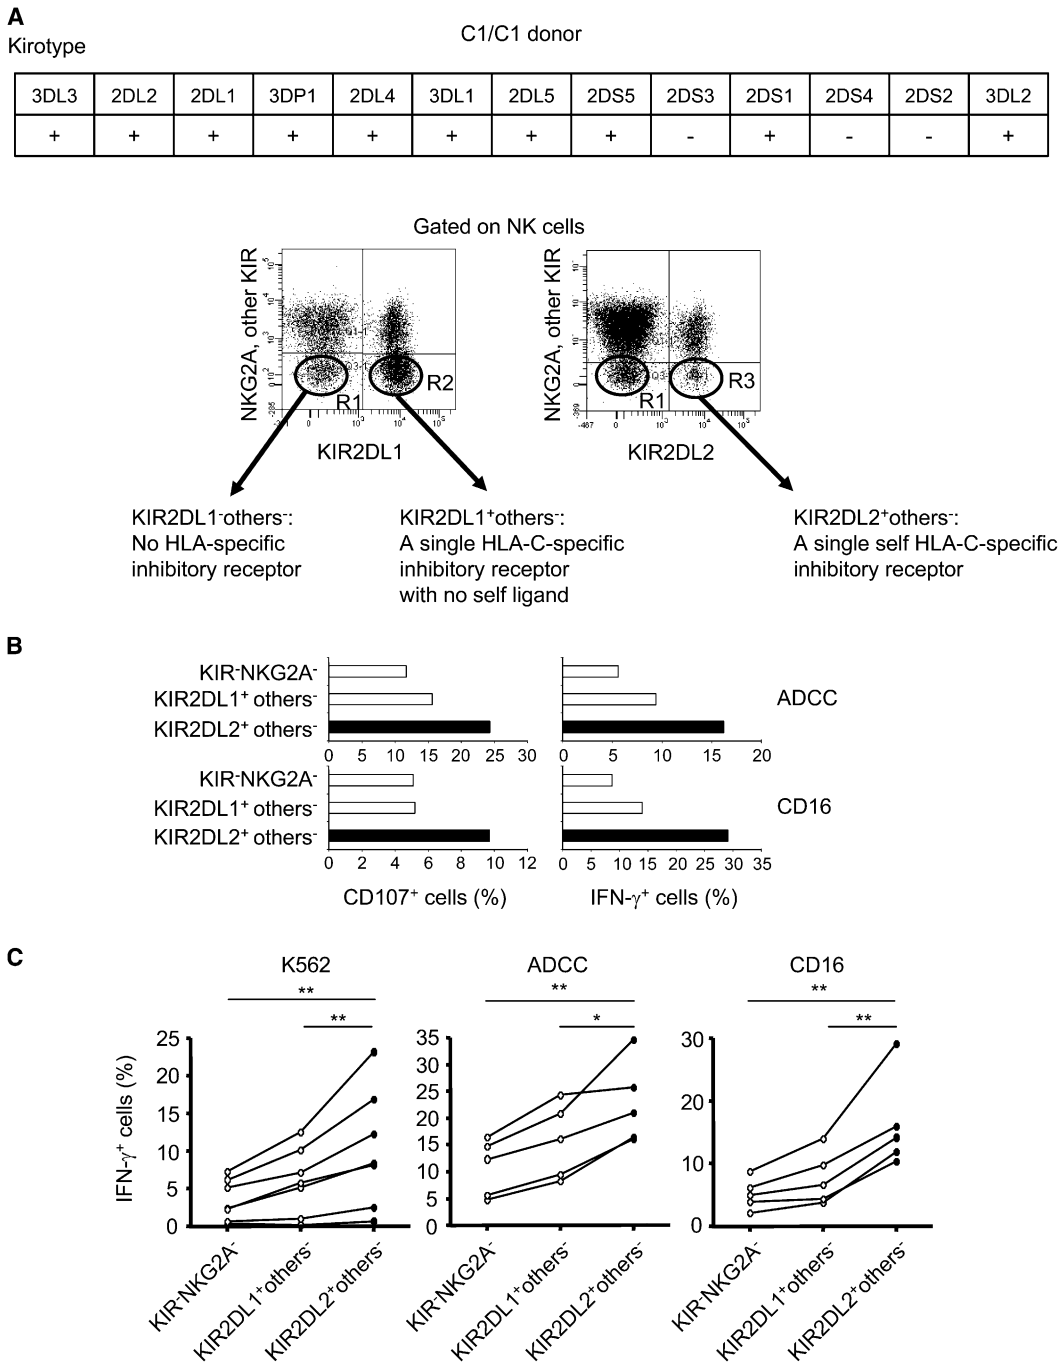 A
Kirotype
C1/C1 donor
3DL3 2DL2 2DL1 3DP1 2DL4 3DL1 2DL5 2DS5 2DS3 2DS1 2DS4 2DS2 3DL2
+ + + + + + + + - + - - +
Gated on NK cells
NKG2A, other KIR
R1
R2
KIR2DL1
NKG2A, other KIR
R1
R3
KIR2DL2
KIR2DL1⁻others⁻:
No HLA-specific
inhibitory receptor
KIR2DL1⁺others⁻:
A single HLA-C-specific
inhibitory receptor
with no self ligand
KIR2DL2⁺others⁻:
A single self HLA-C-specific
inhibitory receptor
B
KIR⁻NKG2A⁻
KIR2DL1⁺ others⁻
KIR2DL2⁺ others⁻
0 5 10 15 20 25 30
0 5 10 15 20
ADCC
KIR⁻NKG2A⁻
KIR2DL1⁺ others⁻
KIR2DL2⁺ others⁻
0 2 4 6 8 10 12
0 5 10 15 20 25 30 35
CD16
CD107⁺ cells (%)
IFN-γ⁺ cells (%)
C
K562
**
**
IFN-γ⁺ cells (%)
25
20
15
10
5
0
KIR⁻NKG2A⁻
KIR2DL1⁺others⁻
KIR2DL2⁺others⁻
ADCC
**
*
35
30
25
20
15
10
5
0
KIR⁻NKG2A⁻
KIR2DL1⁺others⁻
KIR2DL2⁺others⁻
CD16
**
**
30
20
10
0
KIR⁻NKG2A⁻
KIR2DL1⁺others⁻
KIR2DL2⁺others⁻